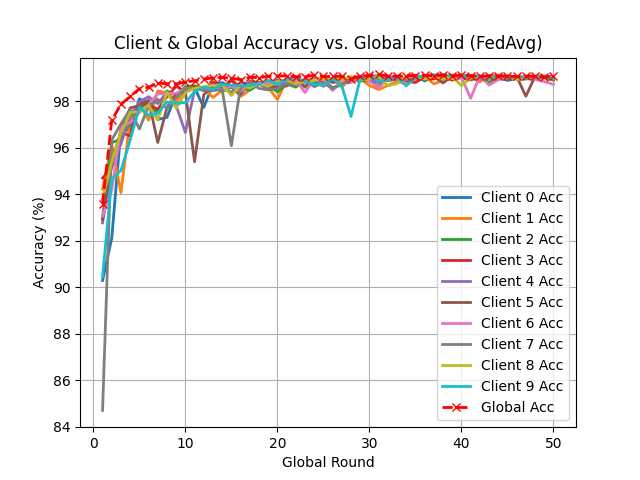 Client & Global Accuracy vs. Global Round (FedAvg)
Accuracy (%)
98
96
94
92
90
88
86
84
0
10
20
30
40
50
Global Round
Client 0 Acc
Client 1 Acc
Client 2 Acc
Client 3 Acc
Client 4 Acc
Client 5 Acc
Client 6 Acc
Client 7 Acc
Client 8 Acc
Client 9 Acc
Global Acc